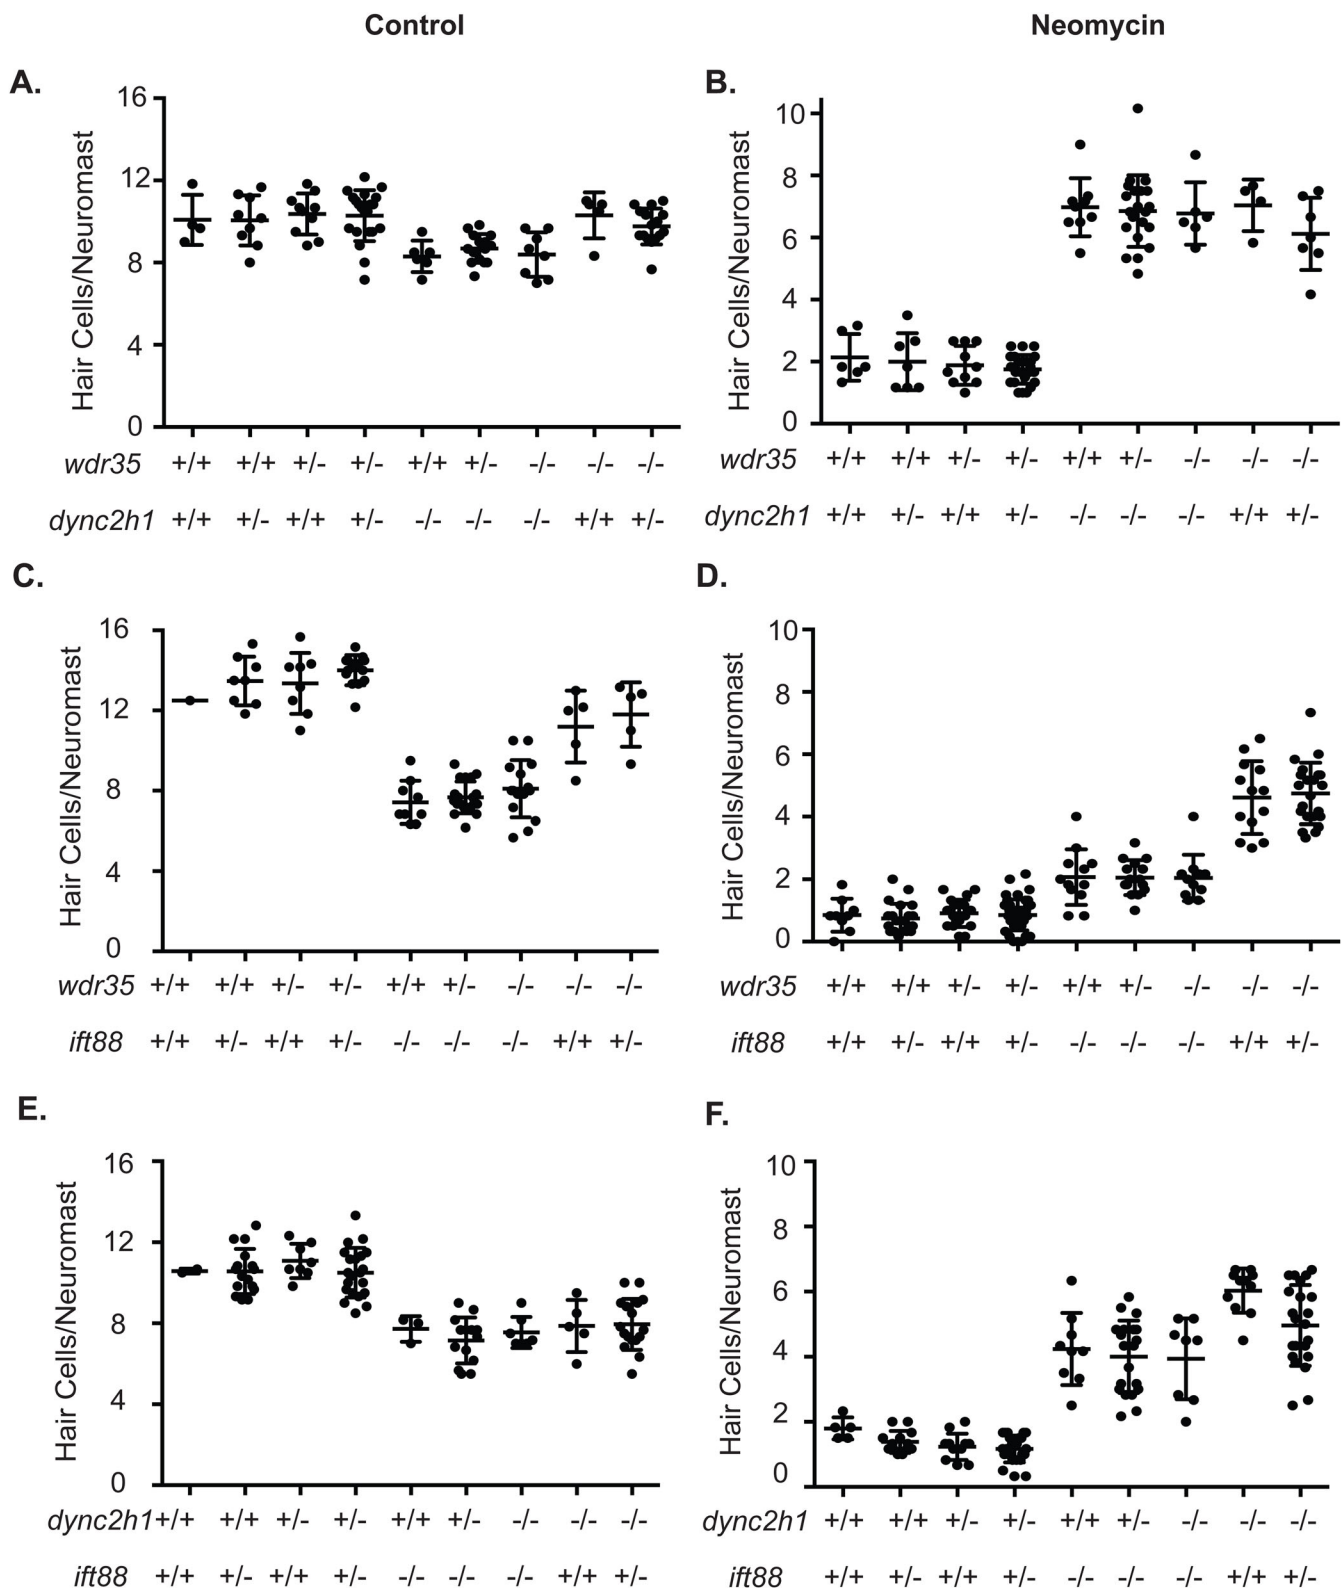 Control
Neomycin
A.
16
12
8
4
0
Hair Cells/Neuromast
wdr35 +/+ +/+ +/- +/- +/+ +/- -/- -/- -/-
dync2h1 +/+ +/- +/+ +/- -/- -/- -/- +/+ +/-
B.
10
8
6
4
2
0
Hair Cells/Neuromast
wdr35 +/+ +/+ +/- +/- +/+ +/- -/- -/- -/-
dync2h1 +/+ +/- +/+ +/- -/- -/- -/- +/+ +/-
C.
16
12
8
4
0
Hair Cells/Neuromast
wdr35 +/+ +/+ +/- +/- +/+ +/- -/- -/- -/-
ift88 +/+ +/- +/+ +/- -/- -/- -/- +/+ +/-
D.
10
8
6
4
2
0
Hair Cells/Neuromast
wdr35 +/+ +/+ +/- +/- +/+ +/- -/- -/- -/-
ift88 +/+ +/- +/+ +/- -/- -/- -/- +/+ +/-
E.
16
12
8
4
0
Hair Cells/Neuromast
dync2h1 +/+ +/+ +/- +/- +/+ +/- -/- -/- -/-
ift88 +/+ +/- +/+ +/- -/- -/- -/- +/+ +/-
F.
10
8
6
4
2
0
Hair Cells/Neuromast
dync2h1 +/+ +/+ +/- +/- +/+ +/- -/- -/- -/-
ift88 +/+ +/- +/+ +/- -/- -/- -/- +/+ +/-